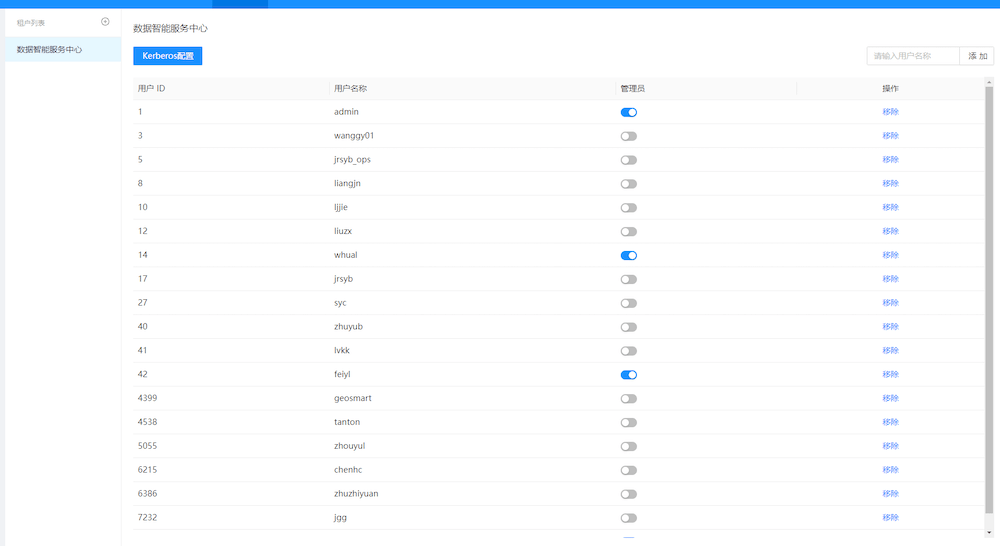 租户列表
数据智能服务中心
数据智能服务中心
Kerberos配置
请输入用户名称 添 加
用户 ID 用户名称 管理员 操作
1 admin 移除
3 wanggy01 移除
5 jrsyb_ops 移除
8 liangjn 移除
10 ljjie 移除
12 liuzx 移除
14 whual 移除
17 jrsyb 移除
27 syc 移除
40 zhuyub 移除
41 lvkk 移除
42 feiyl 移除
4399 geosmart 移除
4538 tanton 移除
5055 zhouyul 移除
6215 chenhc 移除
6386 zhuzhiyuan 移除
7232 jgg 移除